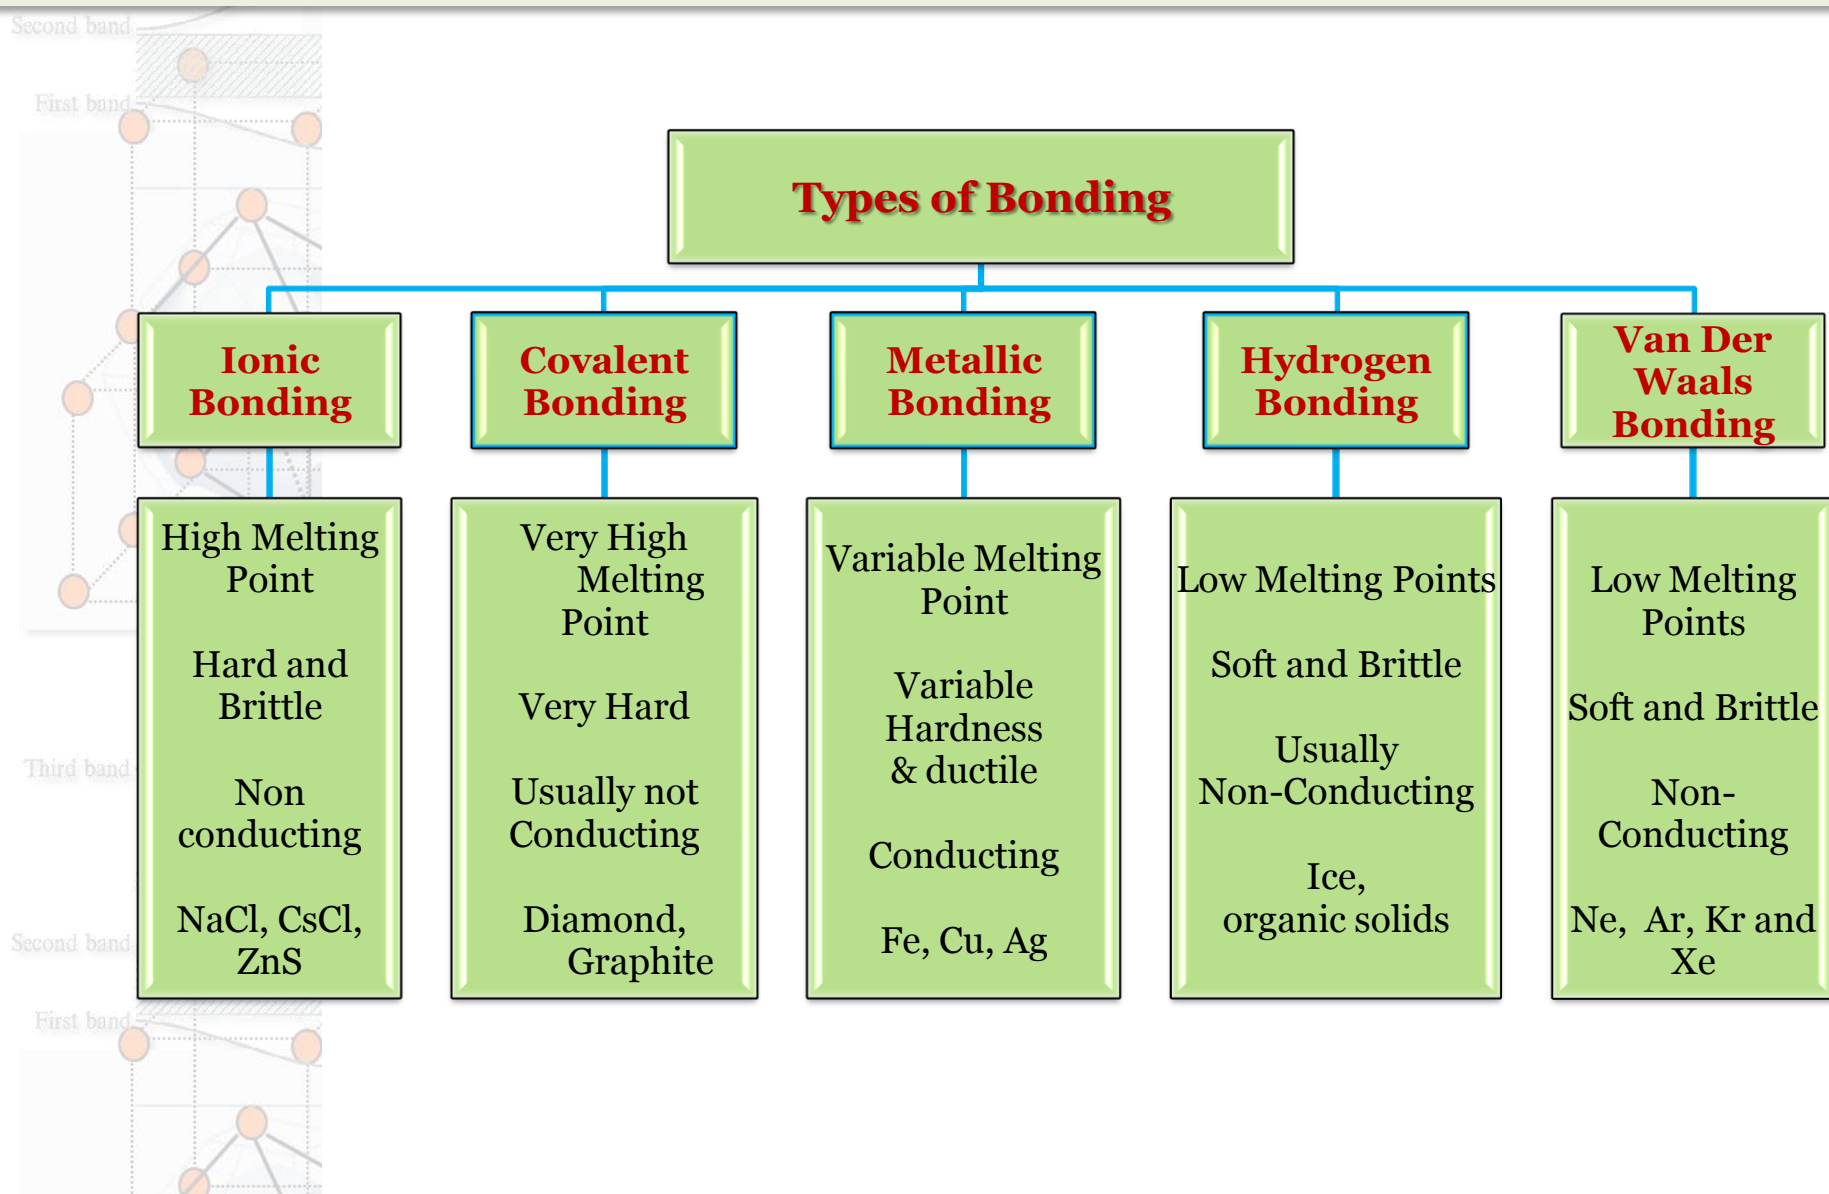 Second band
First band
Types of Bonding
Ionic
Bonding
Covalent
Bonding
Metallic
Bonding
Hydrogen
Bonding
Van Der
Waals
Bonding
High Melting
Point
Hard and
Brittle
Non
conducting
NaCl, CsCl,
ZnS
Very High
Melting
Point
Very Hard
Usually not
Conducting
Diamond,
Graphite
Variable Melting
Point
Variable
Hardness
& ductile
Conducting
Fe, Cu, Ag
Low Melting Points
Soft and Brittle
Usually
Non-Conducting
Ice,
organic solids
Low Melting
Points
Soft and Brittle
Non-
Conducting
Ne, Ar, Kr and
Xe
Third band
Second band
First band